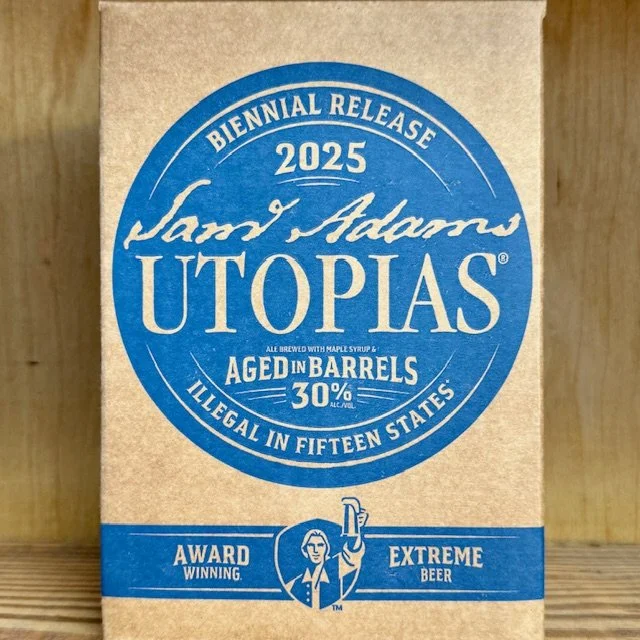 BIENNIAL RELEASE
2025
Sam'l Adams
UTOPIAS®
ALE BREWED WITH MAPLE SYRUP &
AGED IN BARRELS
30%
ALC./VOL.
ILLEGAL IN FIFTEEN STATES*
AWARD
WINNING.
EXTREME
BEER
TM